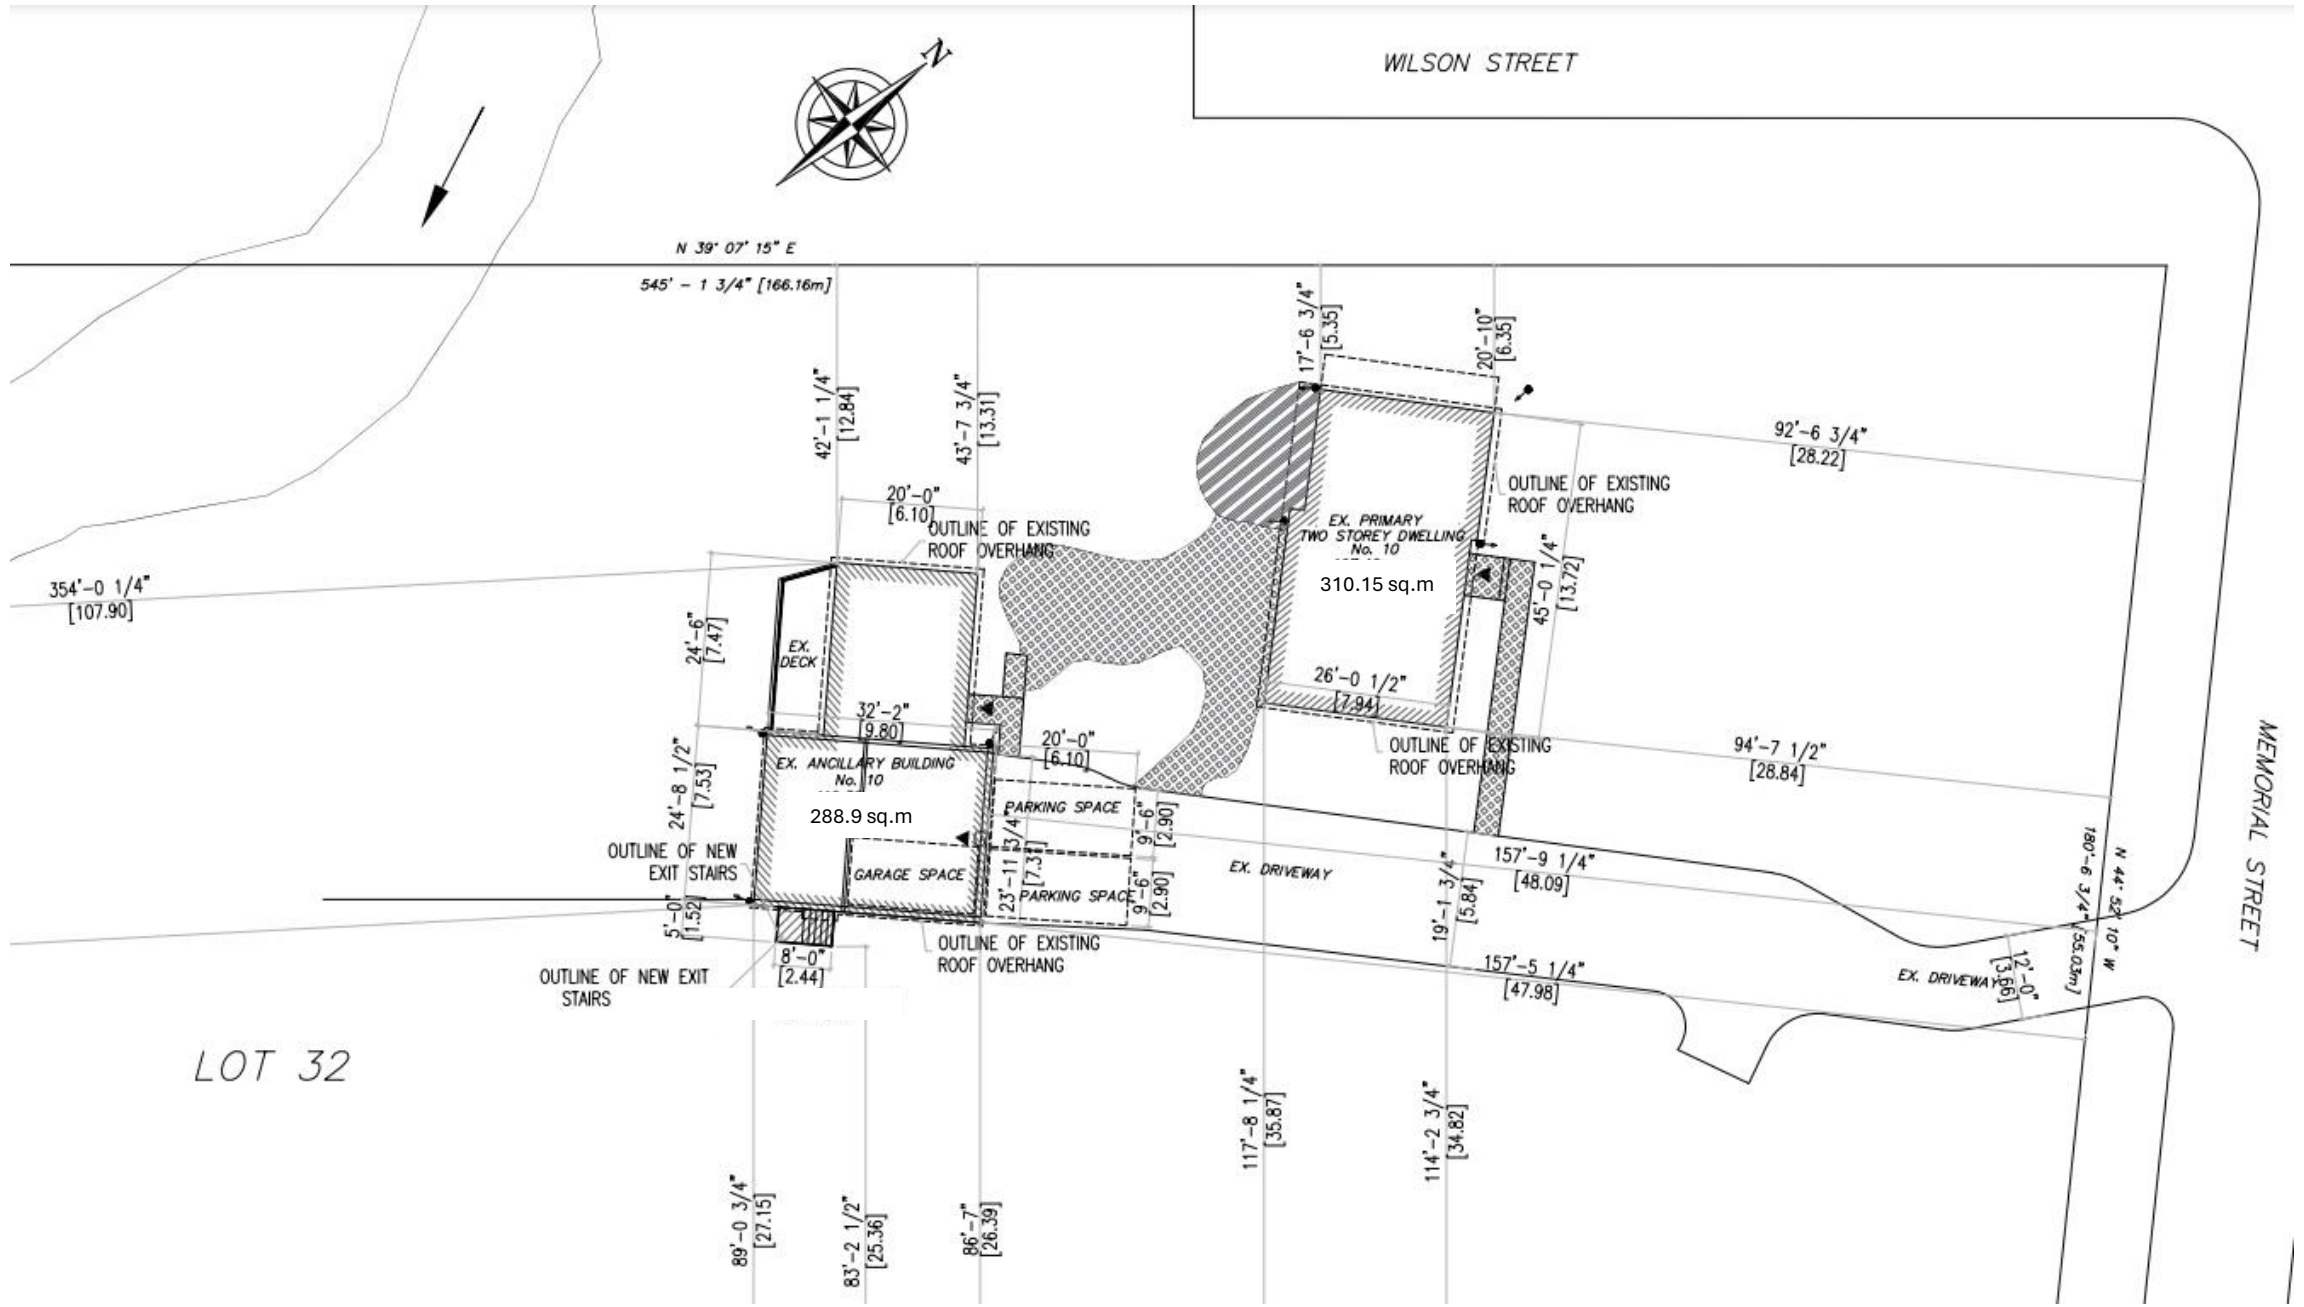 WILSON STREET
N
N 39° 07' 15" E
545' - 1 3/4" [166.16m]
17'-6 3/4"
[5.35]
20'-10"
[6.35]
42'-1 1/4"
[12.84]
43'-7 3/4"
[13.31]
92'-6 3/4"
[28.22]
OUTLINE OF EXISTING
ROOF OVERHANG
20'-0"
[6.10]
OUTLINE OF EXISTING
ROOF OVERHANG
EX. PRIMARY
TWO STOREY DWELLING
No. 10
310.15 sq.m
45'-0 1/4"
[13.72]
354'-0 1/4"
[107.90]
24'-6"
[7.47]
EX.
DECK
26'-0 1/2"
[7.94]
32'-2"
[9.80]
20'-0"
[6.10]
OUTLINE OF EXISTING
ROOF OVERHANG
94'-7 1/2"
[28.84]
MEMORIAL STREET
24'-8 1/2"
[7.53]
EX. ANCILLARY BUILDING
No. 10
288.9 sq.m
PARKING SPACE
9'-6"
[2.90]
23'-11 3/4"
[7.31]
OUTLINE OF NEW
EXIT STAIRS
GARAGE SPACE
PARKING SPACE
9'-6"
[2.90]
EX. DRIVEWAY
157'-9 1/4"
[48.09]
19'-1 3/4"
[5.84]
N 44° 52' 10" W
180'-6 3/4" [55.03m]
5'-0"
[1.52]
8'-0"
[2.44]
OUTLINE OF EXISTING
ROOF OVERHANG
OUTLINE OF NEW EXIT
STAIRS
157'-5 1/4"
[47.98]
EX. DRIVEWAY
12'-0"
[3.66]
LOT 32
89'-0 3/4"
[27.15]
83'-2 1/2"
[25.36]
86'-7"
[26.39]
117'-8 1/4"
[35.87]
114'-2 3/4"
[34.82]